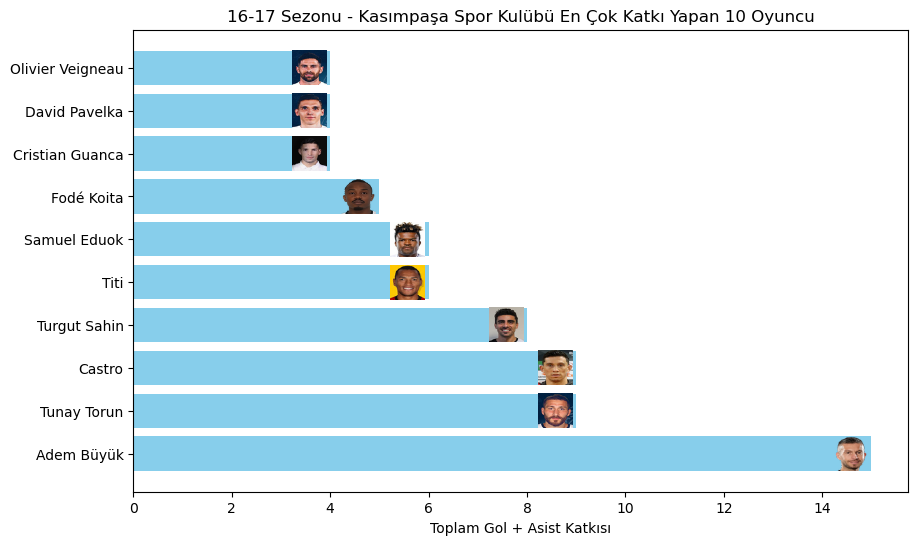 16-17 Sezonu - Kasımpaşa Spor Kulübü En Çok Katkı Yapan 10 Oyuncu
Olivier Veigneau
David Pavelka
Cristian Guanca
Fodé Koita
Samuel Eduok
Titi
Turgut Sahin
Castro
Tunay Torun
Adem Büyük
0 2 4 6 8 10 12 14
Toplam Gol + Asist Katkısı